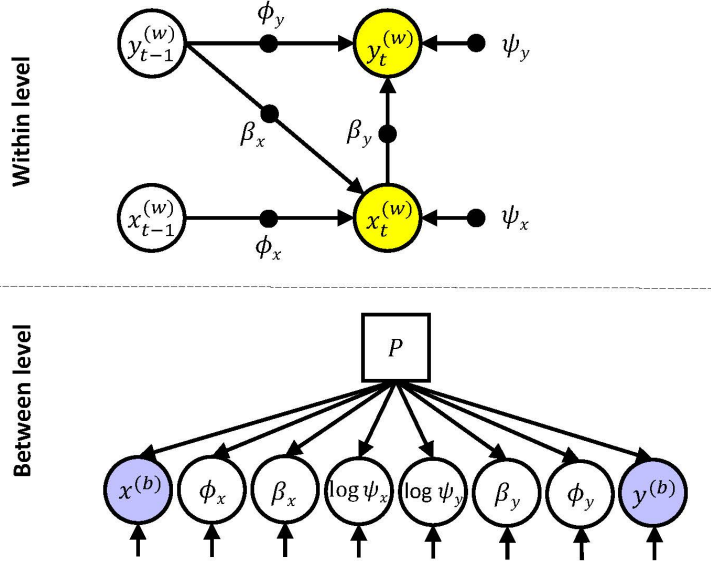 Within level
ϕ_y
y_{t−1}^{(w)} y_t^{(w)} ψ_y
β_x β_y
x_{t−1}^{(w)} x_t^{(w)} ψ_x
ϕ_x
Between level
P
x^{(b)} ϕ_x β_x log ψ_x log ψ_y β_y ϕ_y y^{(b)}